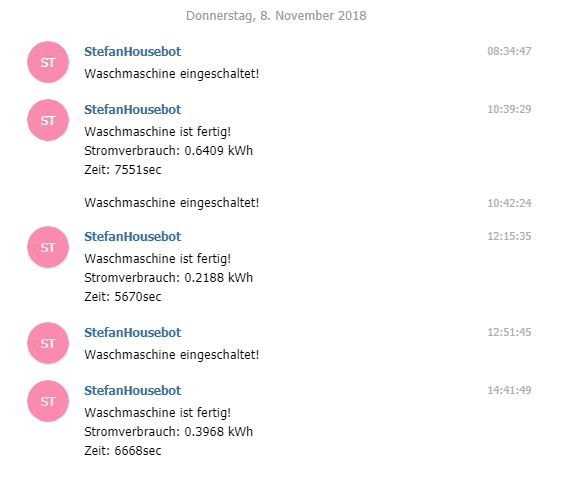 Donnerstag, 8. November 2018
ST
StefanHousebot 08:34:47
Waschmaschine eingeschaltet!
ST
StefanHousebot 10:39:29
Waschmaschine ist fertig!
Stromverbrauch: 0.6409 kWh
Zeit: 7551sec
Waschmaschine eingeschaltet! 10:42:24
ST
StefanHousebot 12:15:35
Waschmaschine ist fertig!
Stromverbrauch: 0.2188 kWh
Zeit: 5670sec
ST
StefanHousebot 12:51:45
Waschmaschine eingeschaltet!
ST
StefanHousebot 14:41:49
Waschmaschine ist fertig!
Stromverbrauch: 0.3968 kWh
Zeit: 6668sec